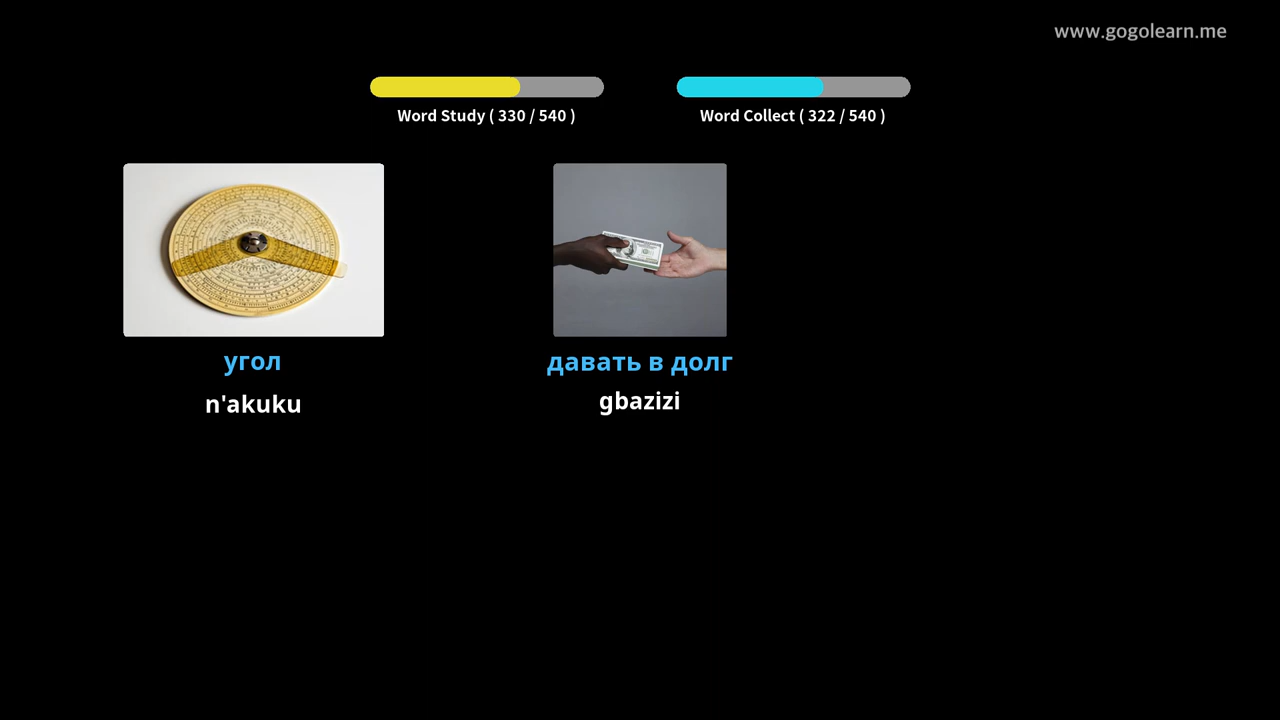 www.gogolearn.me
Word Study ( 330 / 540 )
Word Collect ( 322 / 540 )
угол
n'akuku
давать в долг
gbazizi